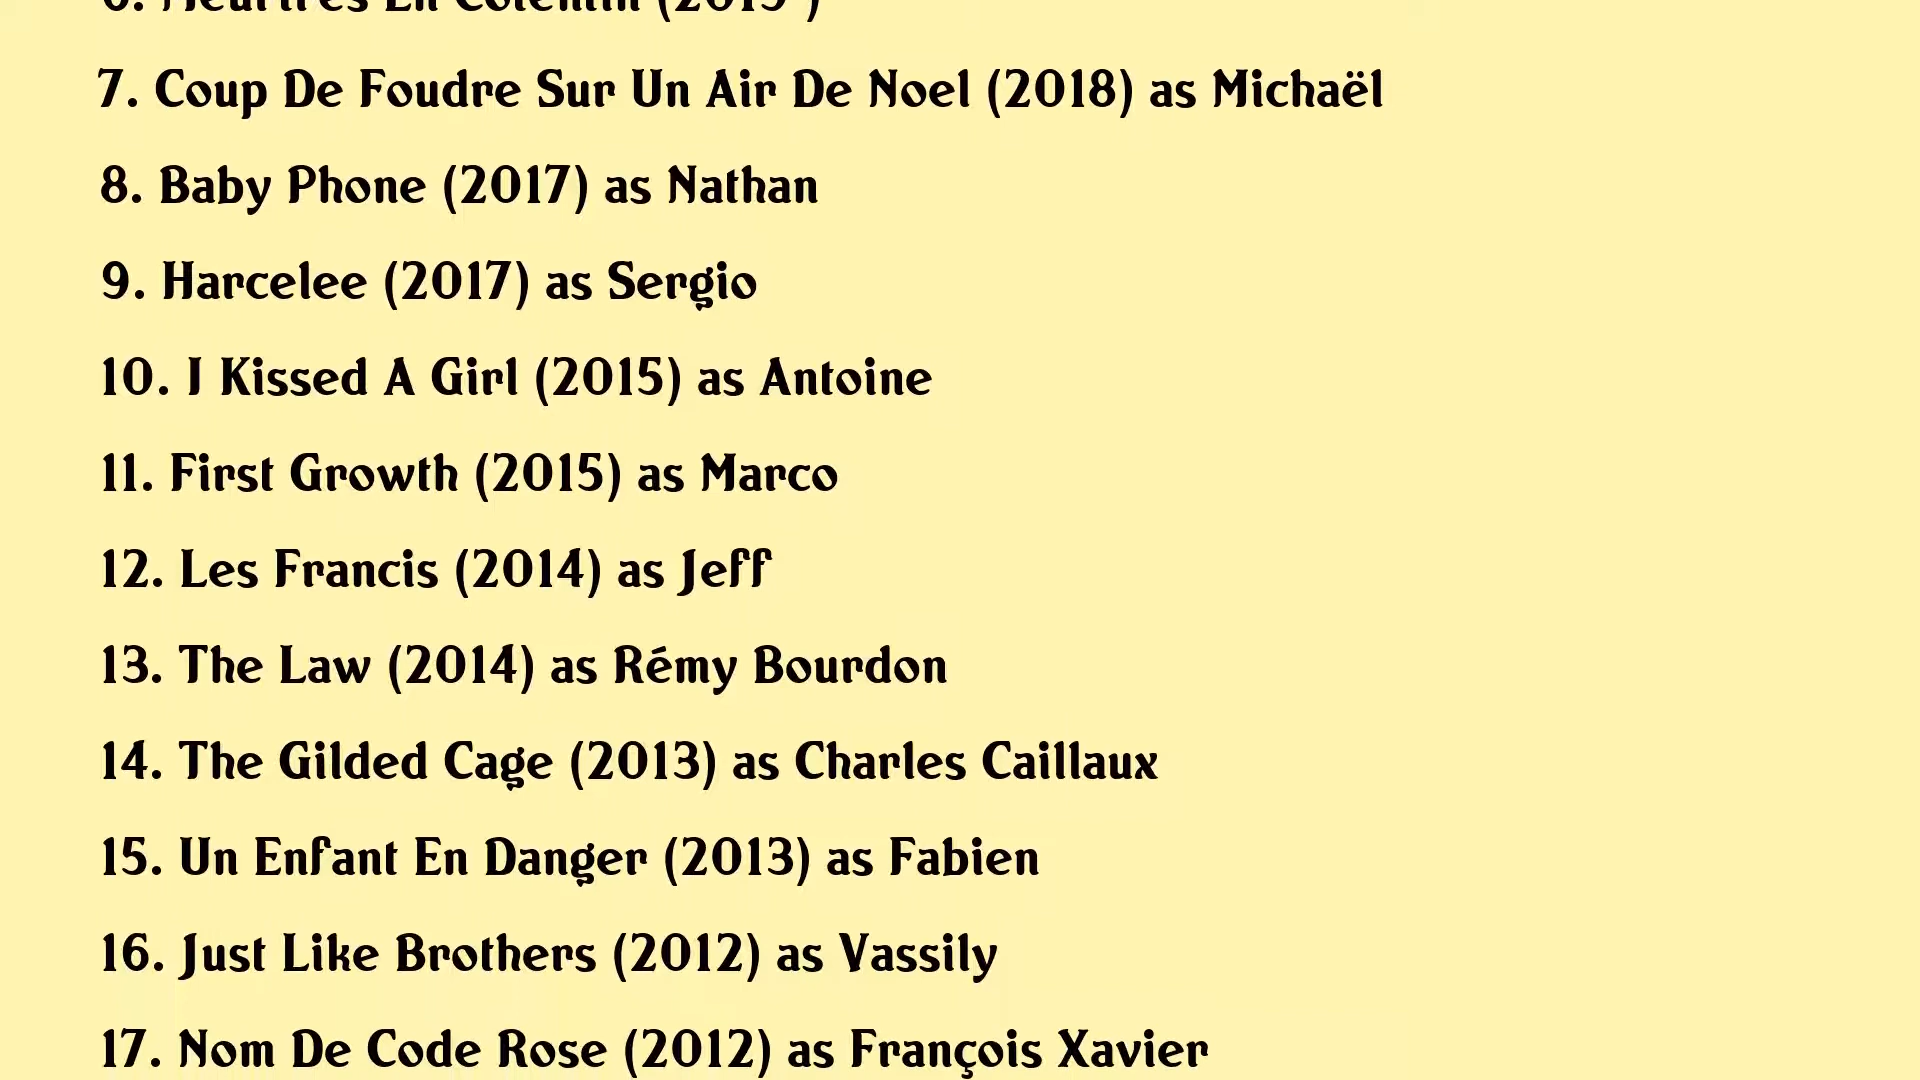 7. Coup De Foudre Sur Un Air De Noel (2018) as Michaël
8. Baby Phone (2017) as Nathan
9. Harcelee (2017) as Sergio
10. I Kissed A Girl (2015) as Antoine
11. First Growth (2015) as Marco
12. Les Francis (2014) as Jeff
13. The Law (2014) as Rémy Bourdon
14. The Gilded Cage (2013) as Charles Caillaux
15. Un Enfant En Danger (2013) as Fabien
16. Just Like Brothers (2012) as Vassily
17. Nom De Code Rose (2012) as François Xavier